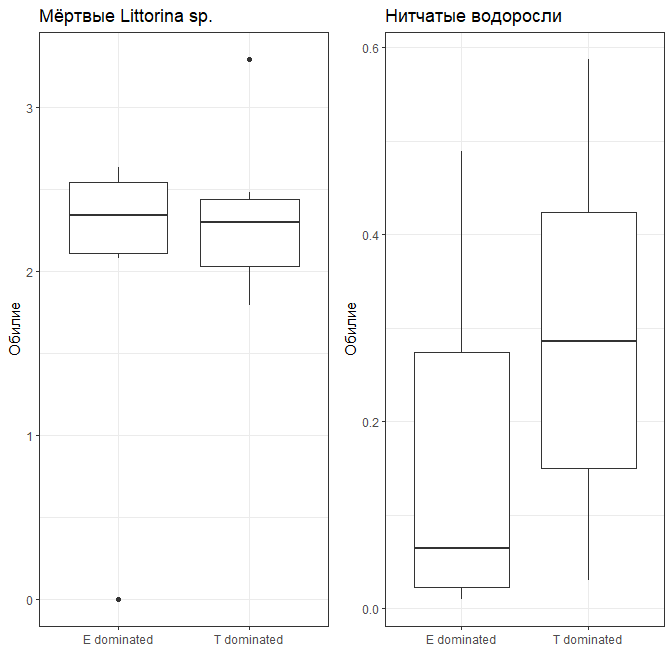 Мёртвые Littorina sp.
Обилие
3
2
1
0
E dominated
T dominated
Нитчатые водоросли
Обилие
0.6
0.4
0.2
0.0
E dominated
T dominated